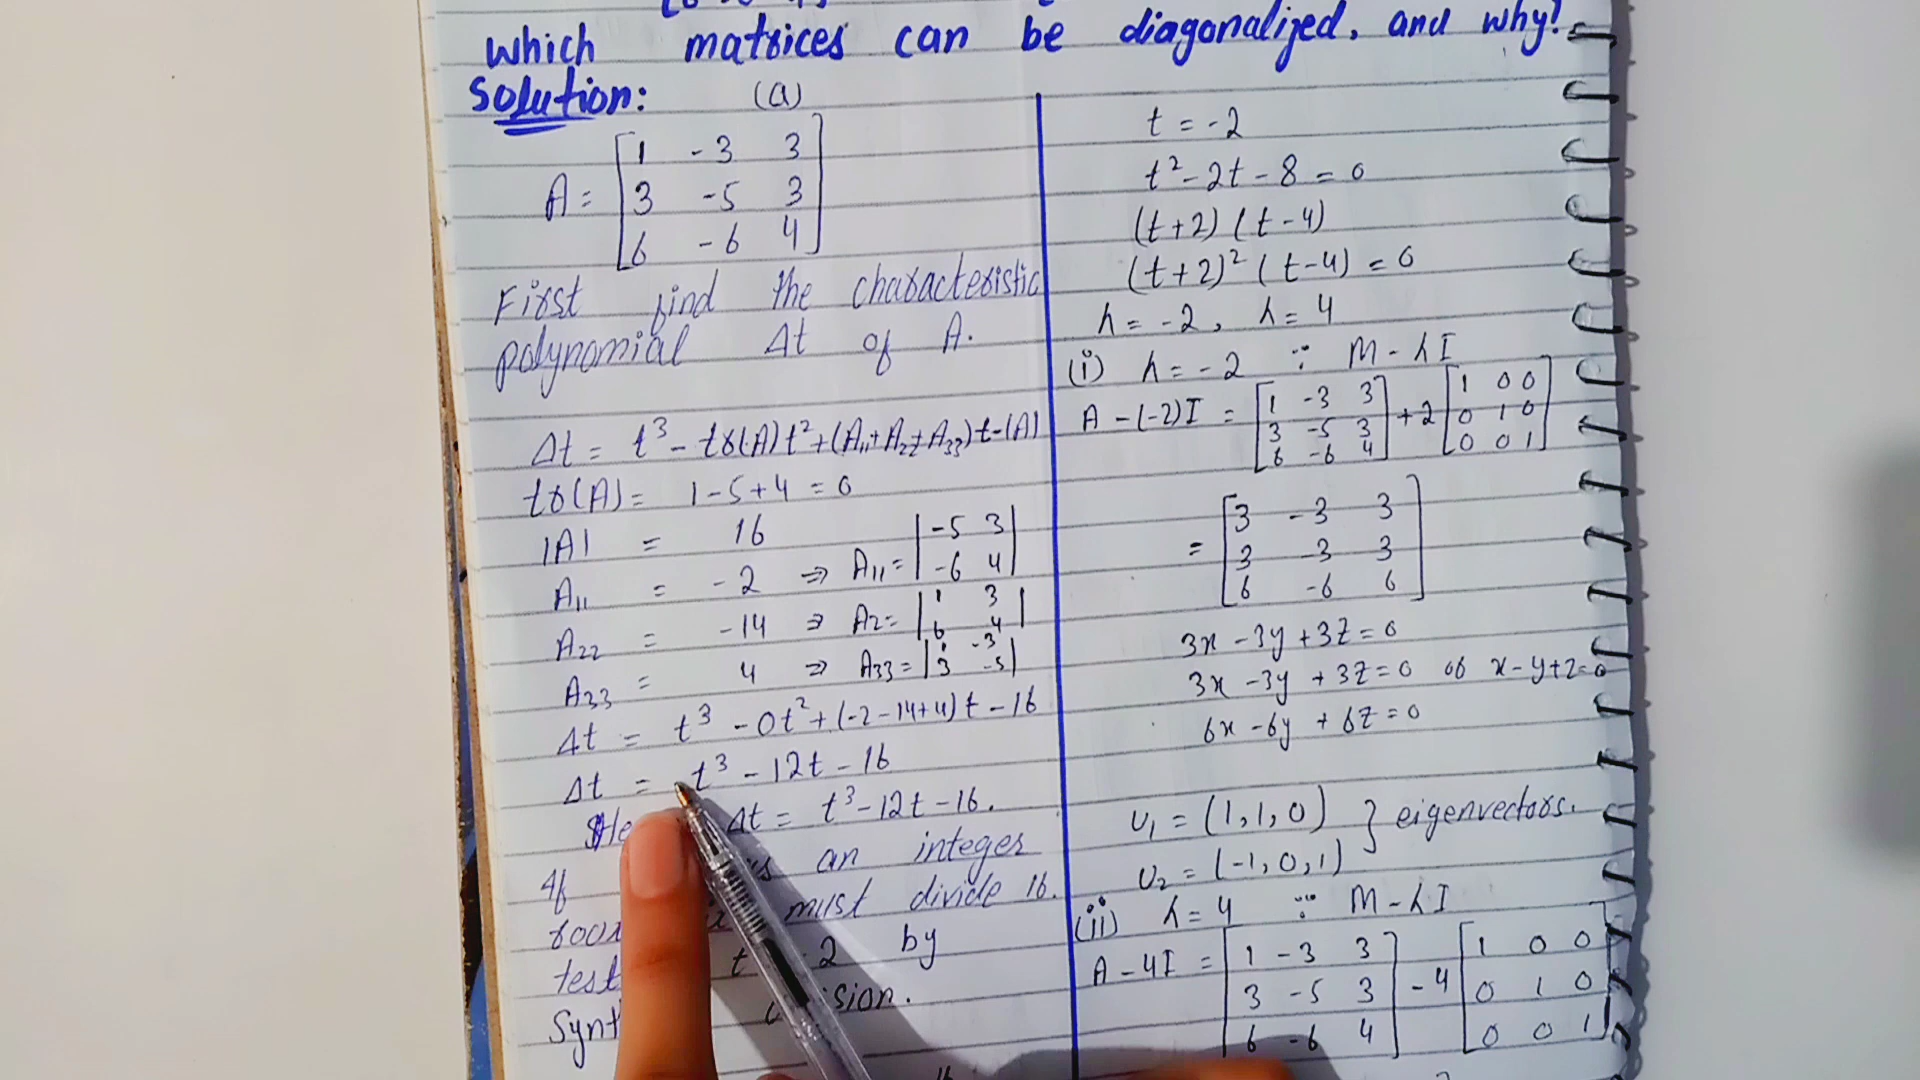 Which matrices can be diagonalized, and why?
Solution: (a)
A = [1 -3 3
3 -5 3
6 -6 4]
First find the characteristic
polynomial Δt of A.
Δt = t³ - tr(A)t² + (A₁₁ + A₂₂ + A₃₃)t - |A|
tr(A) = 1 - 5 + 4 = 0
|A| = 16
A₁₁ = -2 ⇒ A₁₁ = |-5 3
-6 4|
A₂₂ = -14 ⇒ A₂ = |1 3
6 4|
A₃₃ = 4 ⇒ A₃₃ = |1 -3
3 -5|
Δt = t³ - 0t² + (-2 - 14 + 4)t - 16
Δt = t³ - 12t - 16
Δt = t³ - 12t - 16.
If an integer
must divide 16.
test t 2 by
t = -2
t² - 2t - 8 = 0
(t+2) (t-4)
(t+2)² (t-4) = 0
λ = -2, λ = 4
(i) λ = -2 ∵ M - λI
A - (-2)I = [1 -3 3
3 -5 3
6 -6 4] + 2 [1 0 0
0 1 0
0 0 1]
= [3 -3 3
3 -3 3
6 -6 6]
3x - 3y + 3z = 0
3x - 3y + 3z = 0 or x - y + z = 0
6x - 6y + 6z = 0
υ₁ = (1, 1, 0) } eigenvectors.
υ₂ = (-1, 0, 1)
(ii) λ = 4 ∵ M - λI
A - 4I = [1 -3 3
3 -5 3
6 -6 4] - 4 [1 0 0
0 1 0
0 0 1]